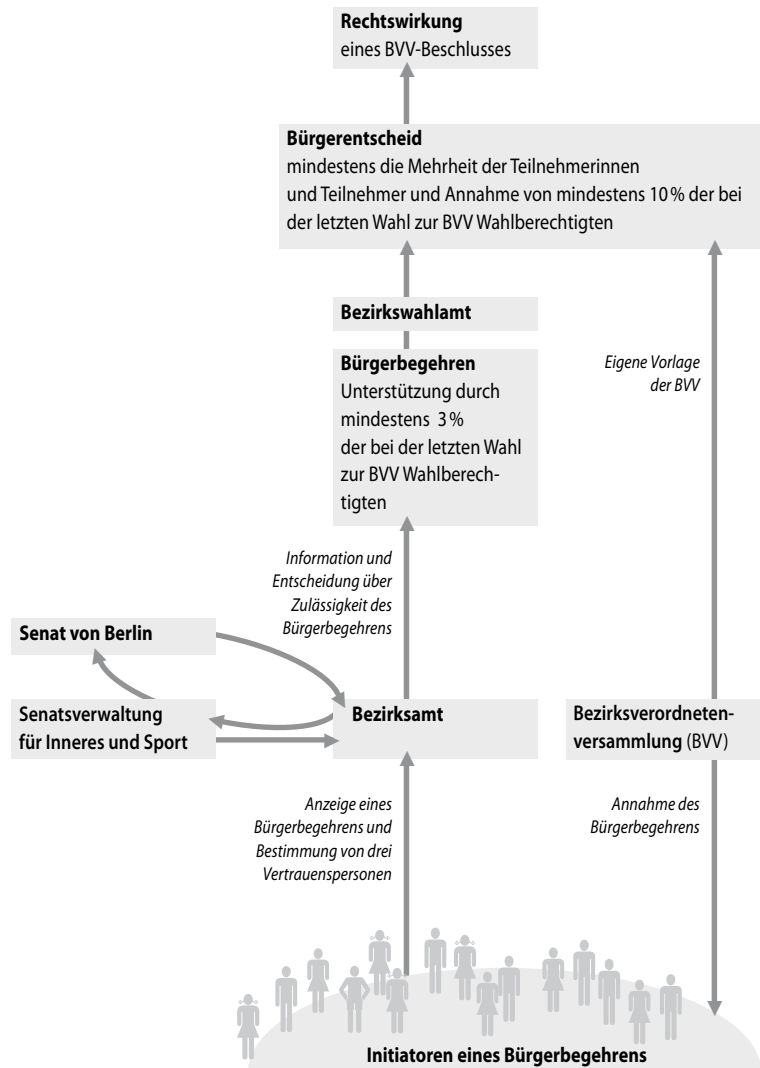 Rechtswirkung
eines BVV-Beschlusses
Bürgerentscheid
mindestens die Mehrheit der Teilnehmerinnen
und Teilnehmer und Annahme von mindestens 10 % der bei
der letzten Wahl zur BVV Wahlberechtigten
Bezirkswahlamt
Bürgerbegehren
Unterstützung durch
mindestens 3 %
der bei der letzten Wahl
zur BVV Wahlberech-
tigten
Eigene Vorlage
der BVV
Information und
Entscheidung über
Zulässigkeit des
Bürgerbegehrens
Senat von Berlin
Senatsverwaltung
für Inneres und Sport
Bezirksamt
Bezirksverordneten-
versammlung (BVV)
Anzeige eines
Bürgerbegehrens und
Bestimmung von drei
Vertrauenspersonen
Annahme des
Bürgerbegehrens
Initiatoren eines Bürgerbegehrens